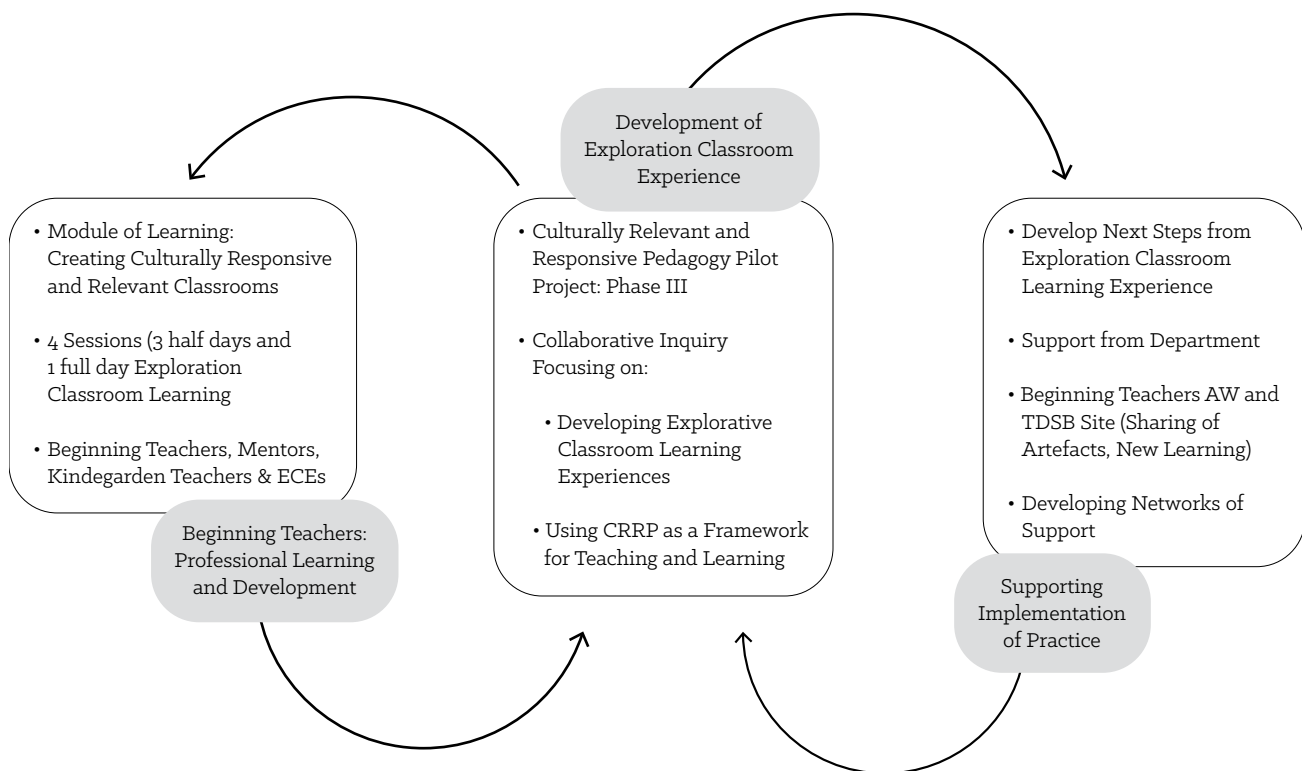 • Module of Learning:
Creating Culturally Responsive
and Relevant Classrooms
• 4 Sessions (3 half days and
1 full day Exploration
Classroom Learning
• Beginning Teachers, Mentors,
Kindegarden Teachers & ECEs
Beginning Teachers:
Professional Learning
and Development
Development of
Exploration Classroom
Experience
• Culturally Relevant and
Responsive Pedagogy Pilot
Project: Phase III
• Collaborative Inquiry
Focusing on:
• Developing Explorative
Classroom Learning
Experiences
• Using CRRP as a Framework
for Teaching and Learning
• Develop Next Steps from
Exploration Classroom
Learning Experience
• Support from Department
• Beginning Teachers AW and
TDSB Site (Sharing of
Artefacts, New Learning)
• Developing Networks of
Support
Supporting
Implementation
of Practice